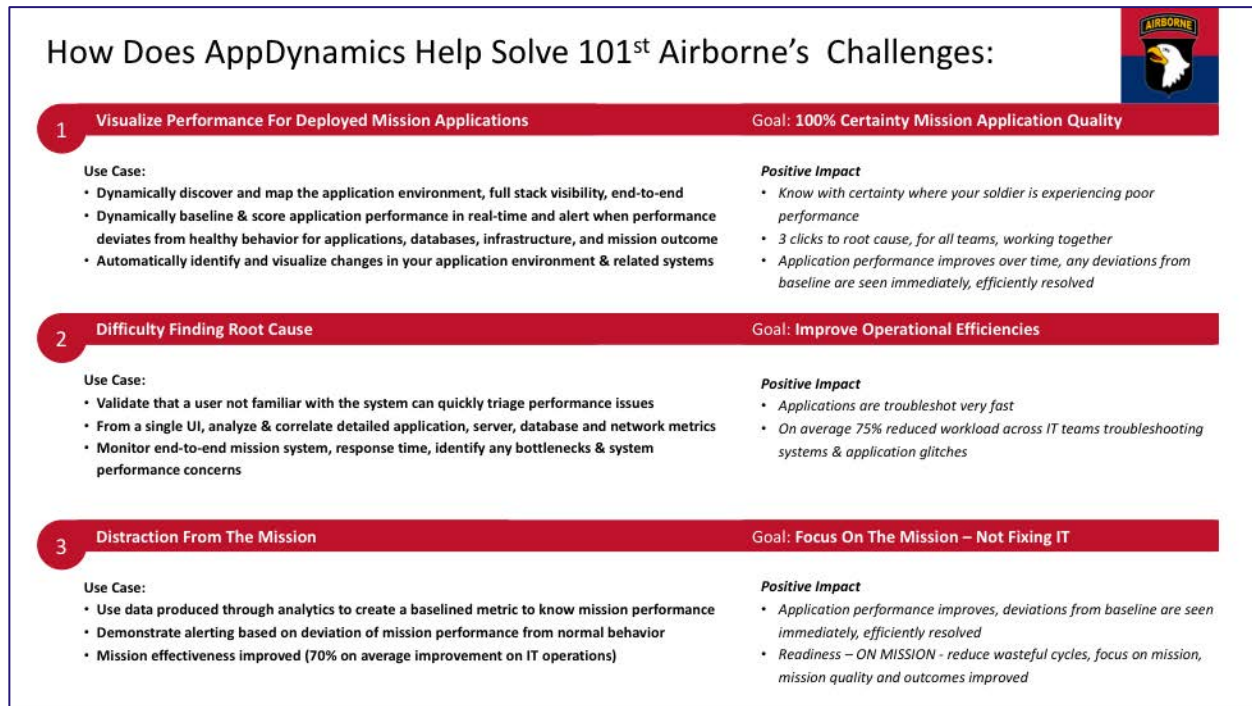 AIRBORNE
How Does AppDynamics Help Solve 101st Airborne’s  Challenges:
1
Visualize Performance For Deployed Mission Applications
Goal: 100% Certainty Mission Application Quality
Use Case:
• Dynamically discover and map the application environment, full stack visibility, end-to-end
• Dynamically baseline & score application performance in real-time and alert when performance
deviates from healthy behavior for applications, databases, infrastructure, and mission outcome
• Automatically identify and visualize changes in your application environment & related systems
Positive Impact
• Know with certainty where your soldier is experiencing poor
performance
• 3 clicks to root cause, for all teams, working together
• Application performance improves over time, any deviations from
baseline are seen immediately, efficiently resolved
2
Difficulty Finding Root Cause
Goal: Improve Operational Efficiencies
Use Case:
• Validate that a user not familiar with the system can quickly triage performance issues
• From a single UI, analyze & correlate detailed application, server, database and network metrics
• Monitor end-to-end mission system, response time, identify any bottlenecks & system
performance concerns
Positive Impact
• Applications are troubleshot very fast
• On average 75% reduced workload across IT teams troubleshooting
systems & application glitches
3
Distraction From The Mission
Goal: Focus On The Mission – Not Fixing IT
Use Case:
• Use data produced through analytics to create a baselined metric to know mission performance
• Demonstrate alerting based on deviation of mission performance from normal behavior
• Mission effectiveness improved (70% on average improvement on IT operations)
Positive Impact
• Application performance improves, deviations from baseline are seen
immediately, efficiently resolved
• Readiness – ON MISSION - reduce wasteful cycles, focus on mission,
mission quality and outcomes improved